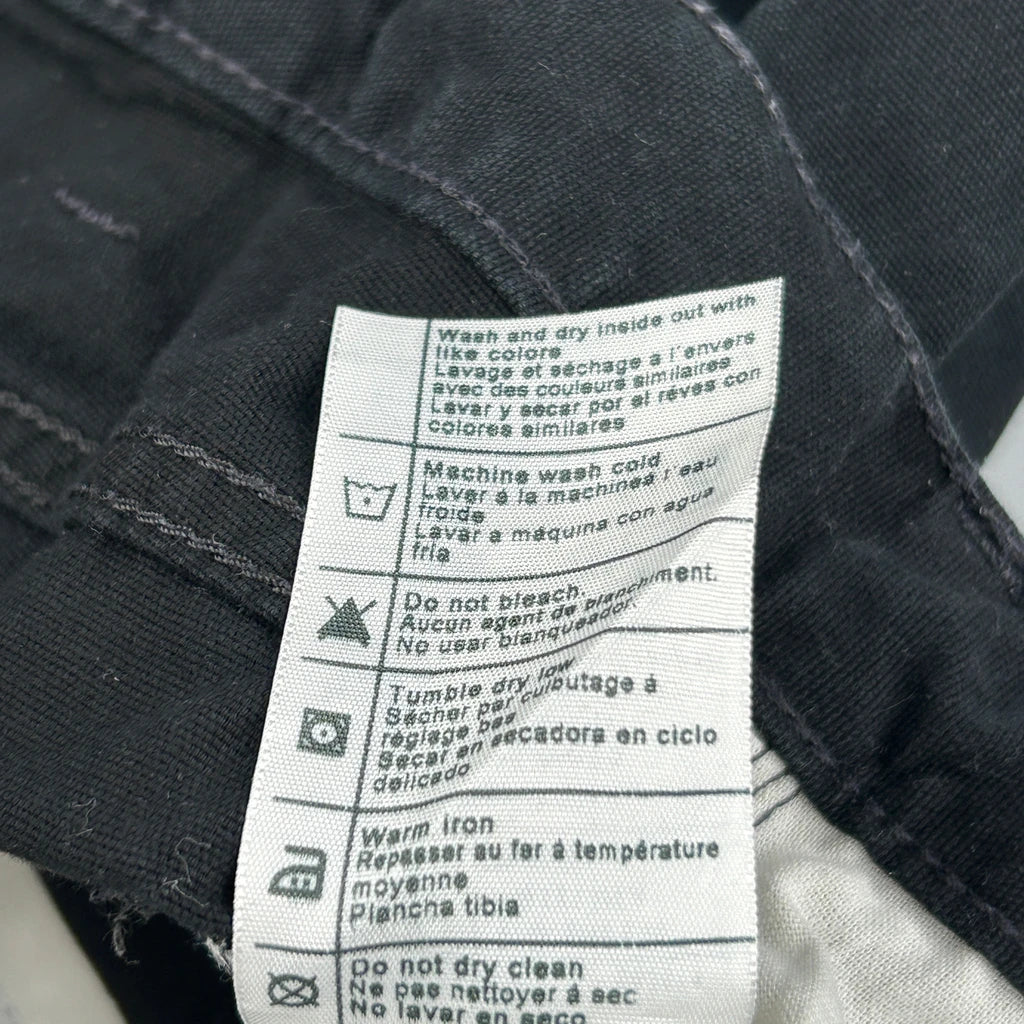 Wash and dry inside out with
like colors
Lavage et séchage a l'envers
avec des couleurs similaires
Lavar y secar por el reves con
colores similares
Machine wash cold
Laver à la machineà l'eau
froide
Lavar a máquina con agua
fria
Do not bleach
Aucun agent de blanchiment.
No usar blanqueador.
Tumble dry low
Sécher par culbutage á
réglage bas
Secar en secadora en ciclo
delicado
Warm iron
Repasser au fer à température
moyenne
Plancha tibia
Do not dry clean
Ne pas nettoyer á sec
No lavar en seco